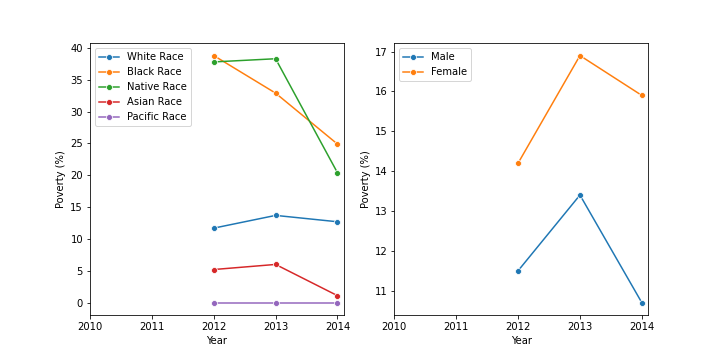 40
35
30
25
20
15
10
5
0
Poverty (%)
White Race
Black Race
Native Race
Asian Race
Pacific Race
2010 2011 2012 2013 2014
Year
17
16
15
14
13
12
11
Poverty (%)
Male
Female
2010 2011 2012 2013 2014
Year